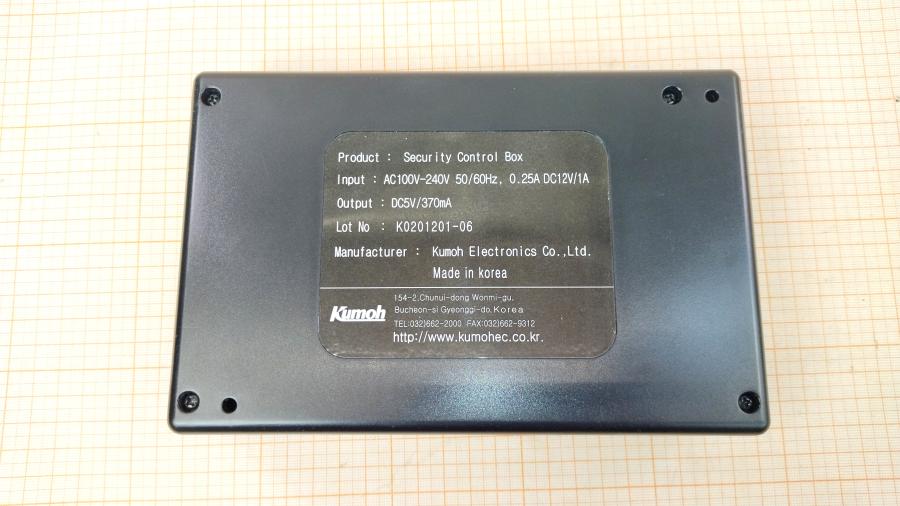 Product : Security Control Box
Input : AC100V-240V 50/60Hz, 0.25A DC12V/1A
Output : DC5V/370mA
Lot No : K0201201-06
Manufacturer : Kumoh Electronics Co.,Ltd.
Made in korea
Kumoh
154-2,Chunui-dong Wonmi-gu,
Bucheon-si Gyeonggi-do,Korea
TEL:032)662-2000 FAX:032)662-9312
http://www.kumohec.co.kr.